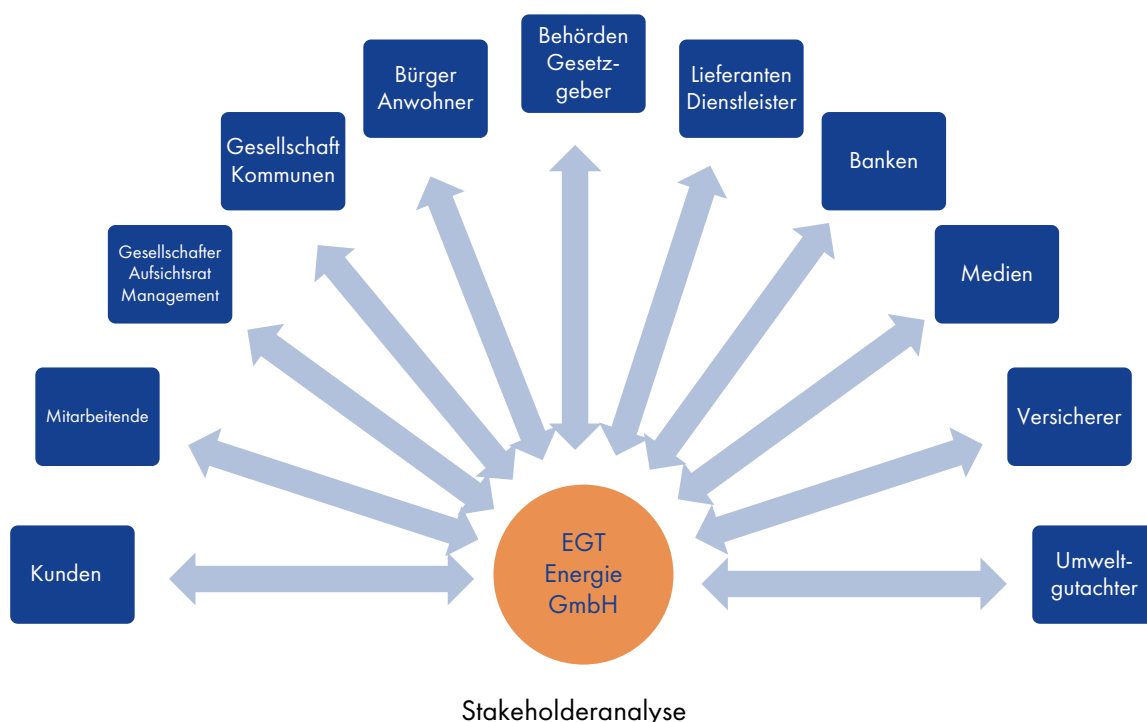 Behörden
Gesetz-
geber
Bürger
Anwohner
Lieferanten
Dienstleister
Gesellschaft
Kommunen
Banken
Gesellschafter
Aufsichtsrat
Management
Medien
Mitarbeitende
Versicherer
Kunden
EGT
Energie
GmbH
Umwelt-
gutachter
Stakeholderanalyse